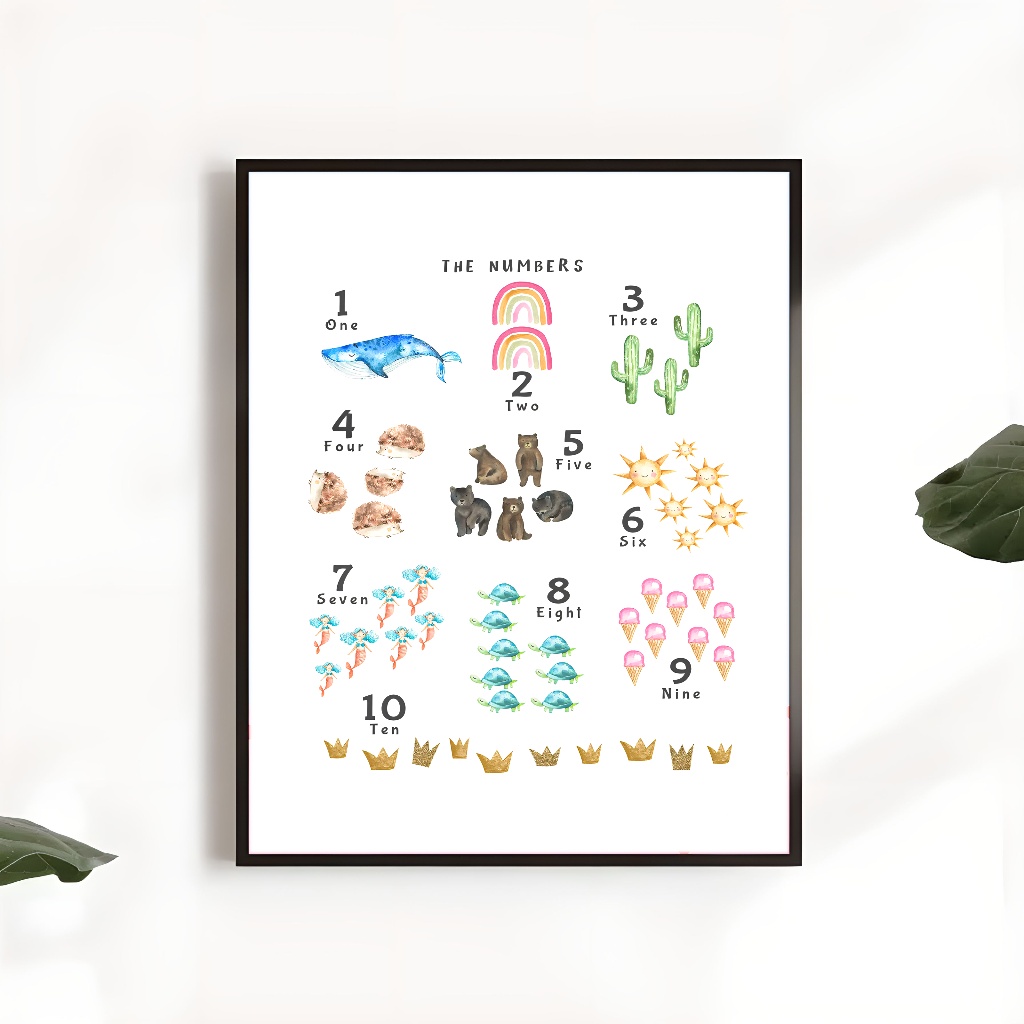 THE NUMBERS
1
One
2
Two
3
Three
4
Four
5
Five
6
Six
7
Seven
8
Eight
9
Nine
10
Ten